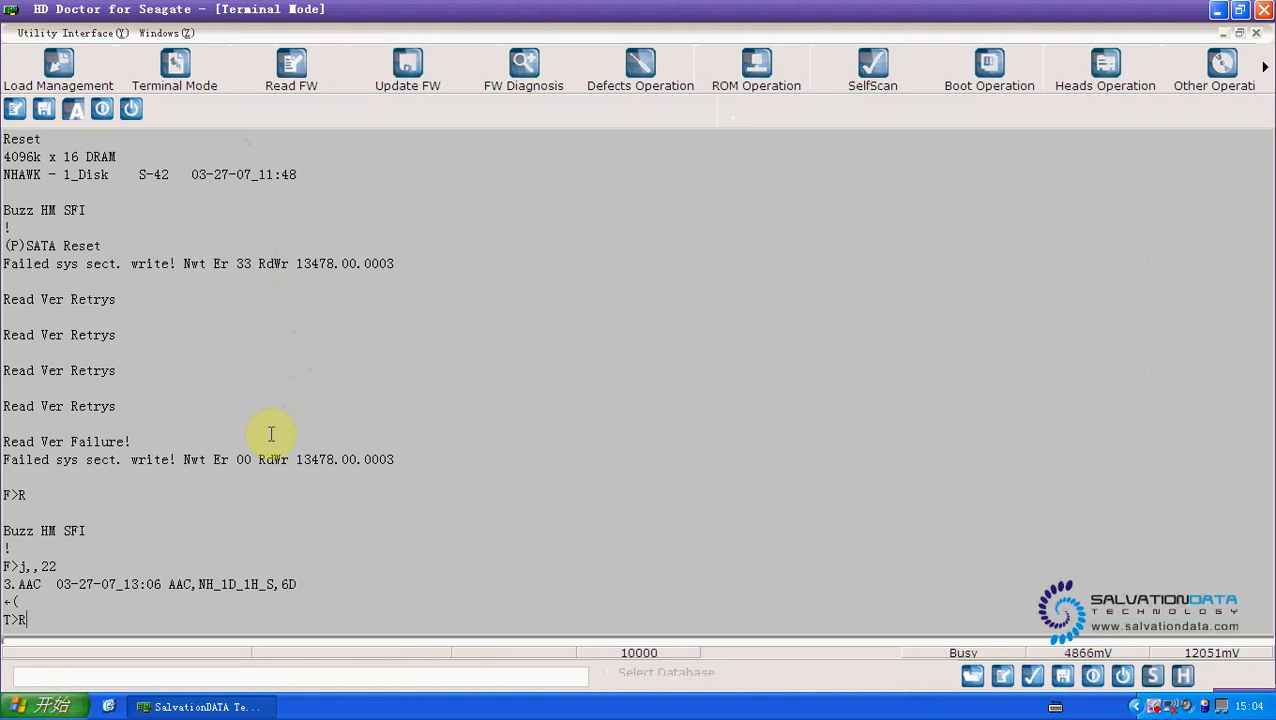 HD Doctor for Seagate - [Terminal Mode]
Utility Interface(Y) Windows(Z)
Load Management Terminal Mode Read FW Update FW FW Diagnosis Defects Operation ROM Operation SelfScan Boot Operation Heads Operation Other Operati
Reset
4096k x 16 DRAM
NHAWK - 1_Disk S-42 03-27-07_11:48
Buzz HM SFI
!
(P)SATA Reset
Failed sys sect. write! Nwt Er 33 RdWr 13478.00.0003
Read Ver Retrys
Read Ver Retrys
Read Ver Retrys
Read Ver Retrys
Read Ver Failure!
Failed sys sect. write! Nwt Er 00 RdWr 13478.00.0003
F>R
Buzz HM SFI
!
F>j,,22
3.AAC 03-27-07_13:06 AAC,NH_1D_1H_S,6D
←(
T>R
SALVATIONDATA
TECHNOLOGY
www.salvationdata.com
10000 Busy 4866mV 12051mV
Select Database
S H
开始 SalvationDATA Te... 15:04